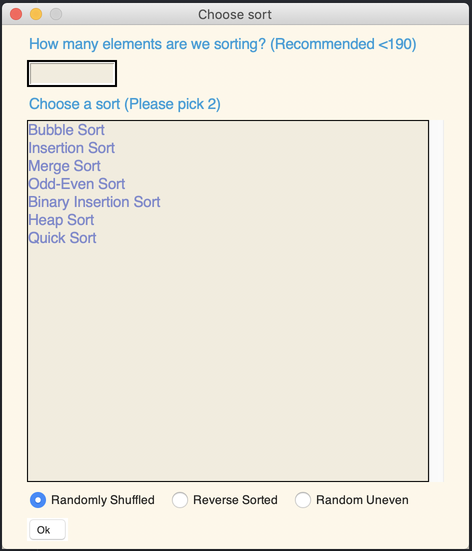 Choose sort
How many elements are we sorting? (Recommended <190)
Choose a sort (Please pick 2)
Bubble Sort
Insertion Sort
Merge Sort
Odd-Even Sort
Binary Insertion Sort
Heap Sort
Quick Sort
Randomly Shuffled Reverse Sorted Random Uneven
Ok